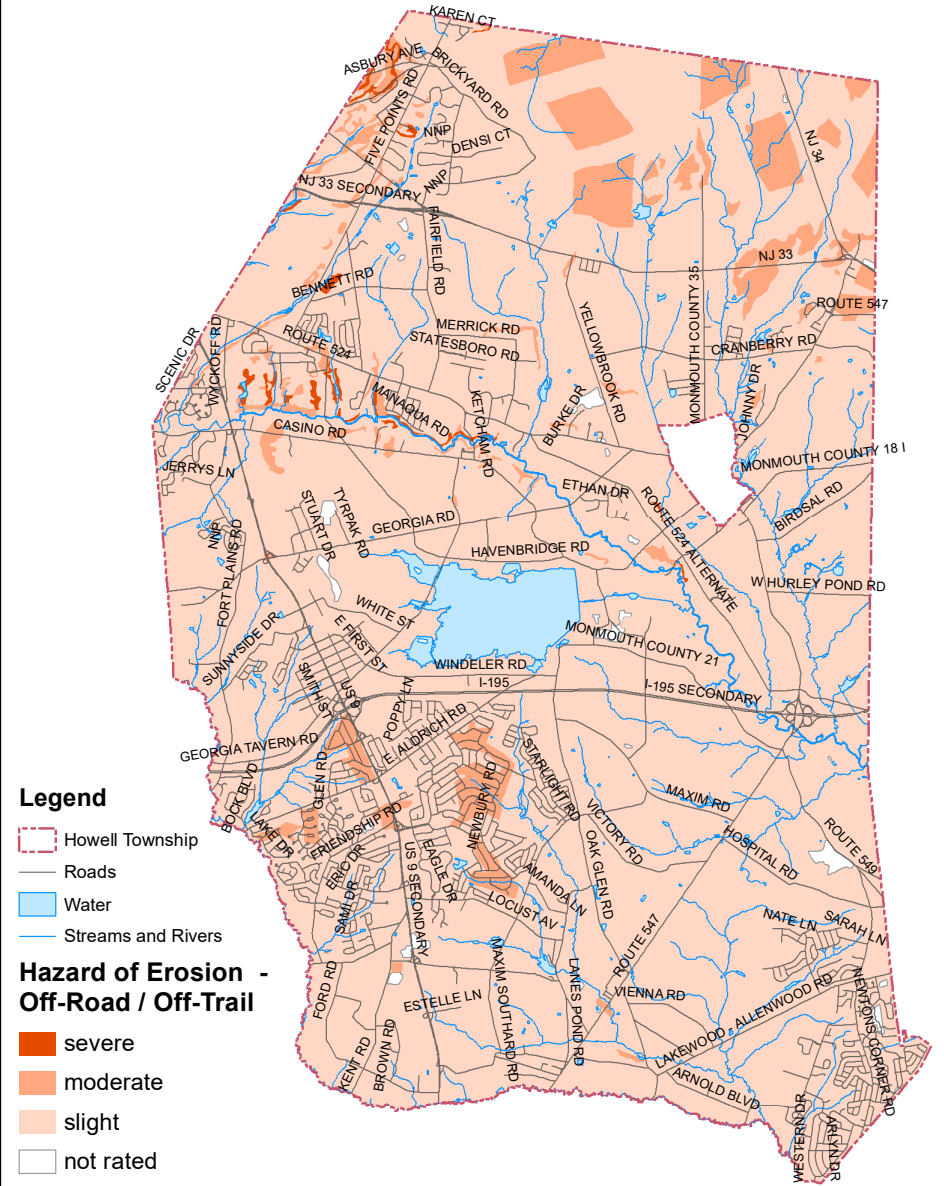 KAREN CT
ASBURY AVE
BRICKYARD RD
FIVE POINTS RD
NNP
DENSI CT
NJ 34
NNP
NJ 33 SECONDARY
FAIRFIELD RD
NJ 33
BENNETT RD
MONMOUTH COUNTY 35
ROUTE 547
YELLOWBROOK RD
MERRICK RD
STATESBORO RD
ROUTE 524
CRANBERRY RD
SCENIC DR
WYCKOFF RD
MANAQUA RD
KETCHAM RD
BURKE DR
JOHNNY DR
CASINO RD
MONMOUTH COUNTY 18 I
JERRYS LN
ETHAN DR
BIRDSAL RD
STUART DR
TYRPAK RD
GEORGIA RD
ROUTE 524 ALTERNATE
NNP
FORT PLAINS RD
HAVENBRIDGE RD
W HURLEY POND RD
WHITE ST
E FIRST ST
SUNNYSIDE DR
MONMOUTH COUNTY 21
WINDELER RD
I-195
I-195 SECONDARY
SMITH ST
US 9
POPPY LN
E ALDRICH RD
GEORGIA TAVERN RD
GLEN RD
STARLIGHT RD
NEWBURY RD
MAXIM RD
BOCK BLVD
LAKE DR
FRIENDSHIP RD
VICTORY RD
HOSPITAL RD
ROUTE 549
OAK GLEN RD
ERIC DR
EAGLE DR
AMANDA LN
SAMI DR
US 9 SECONDARY
LOCUST AV
NATE LN
SARAH LN
ROUTE 547
MAXIM SOUTHARD RD
LANES POND RD
FORD RD
ESTELLE LN
VIENNA RD
LAKEWOOD - ALLENWOOD RD
NEWTONS CORNER RD
KENT RD
BROWN RD
ARNOLD BLVD
WESTERN DR
ARLYN DR
Legend
Howell Township
Roads
Water
Streams and Rivers
Hazard of Erosion -
Off-Road / Off-Trail
severe
moderate
slight
not rated